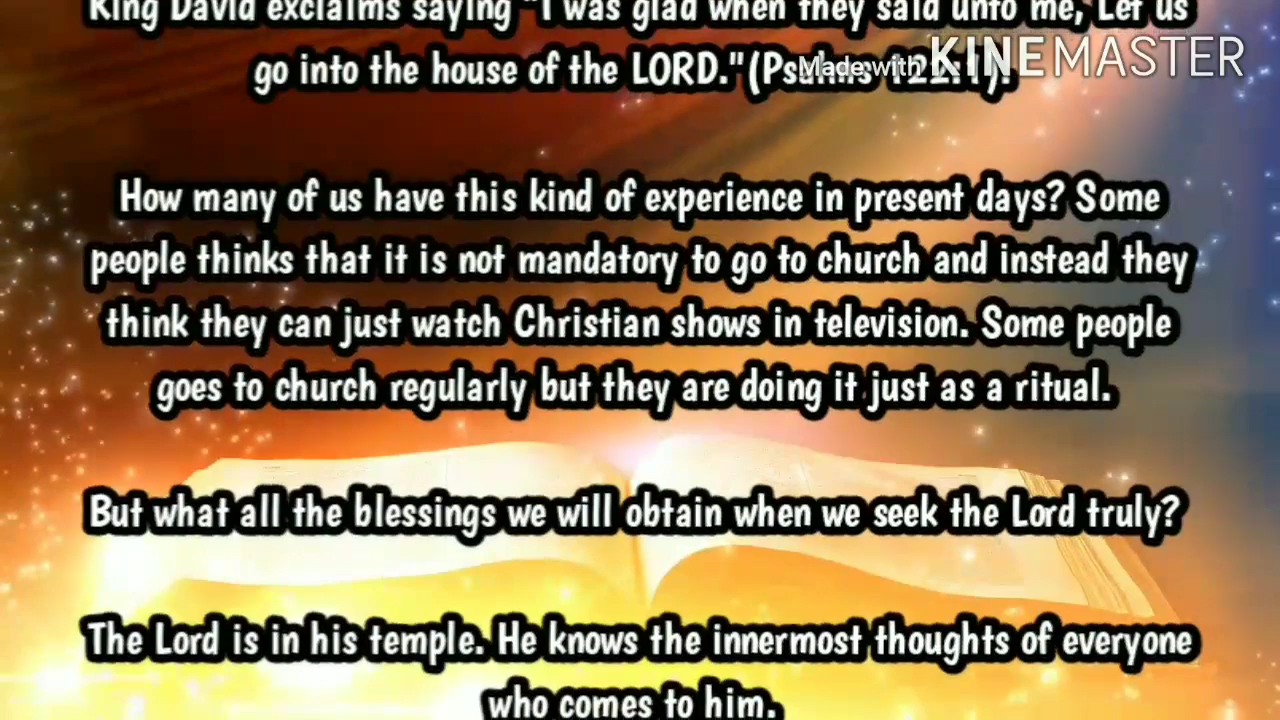 King David exclaims saying "I was glad when they said unto me, Let us
go into the house of the LORD."(Psalms 122:1).
Made with KINEMASTER
How many of us have this kind of experience in present days? Some
people thinks that it is not mandatory to go to church and instead they
think they can just watch Christian shows in television. Some people
goes to church regularly but they are doing it just as a ritual.
But what all the blessings we will obtain when we seek the Lord truly?
The Lord is in his temple. He knows the innermost thoughts of everyone
who comes to him.